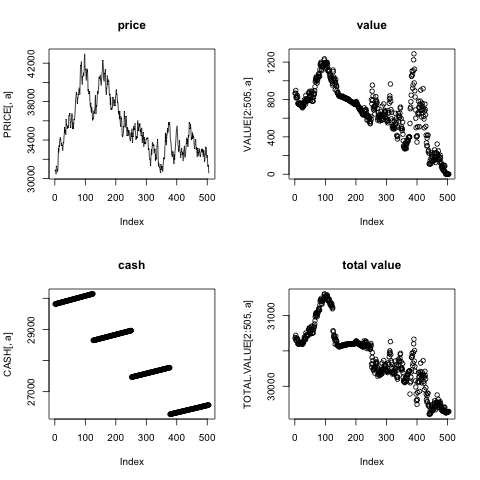 price
PRICE[, a]
30000 34000 38000 42000
0 100 200 300 400 500
Index
value
VALUE[2:505, a]
0 400 800 1200
0 100 200 300 400 500
Index
cash
CASH[, a]
27000 29000
0 100 200 300 400 500
Index
total value
TOTAL.VALUE[2:505, a]
30000 31000
0 100 200 300 400 500
Index